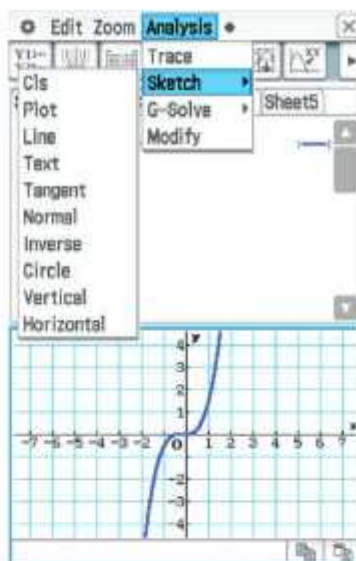 Edit Zoom Analysis
Trace
Sketch
G-Solve
Modify
Cls
Plot
Line
Text
Tangent
Normal
Inverse
Circle
Vertical
Horizontal
Sheet5
y
4
3
2
1
-7 -6 -5 -4 -3 -2 0 1 2 3 4 5 6 7
x
-2
-3
-4